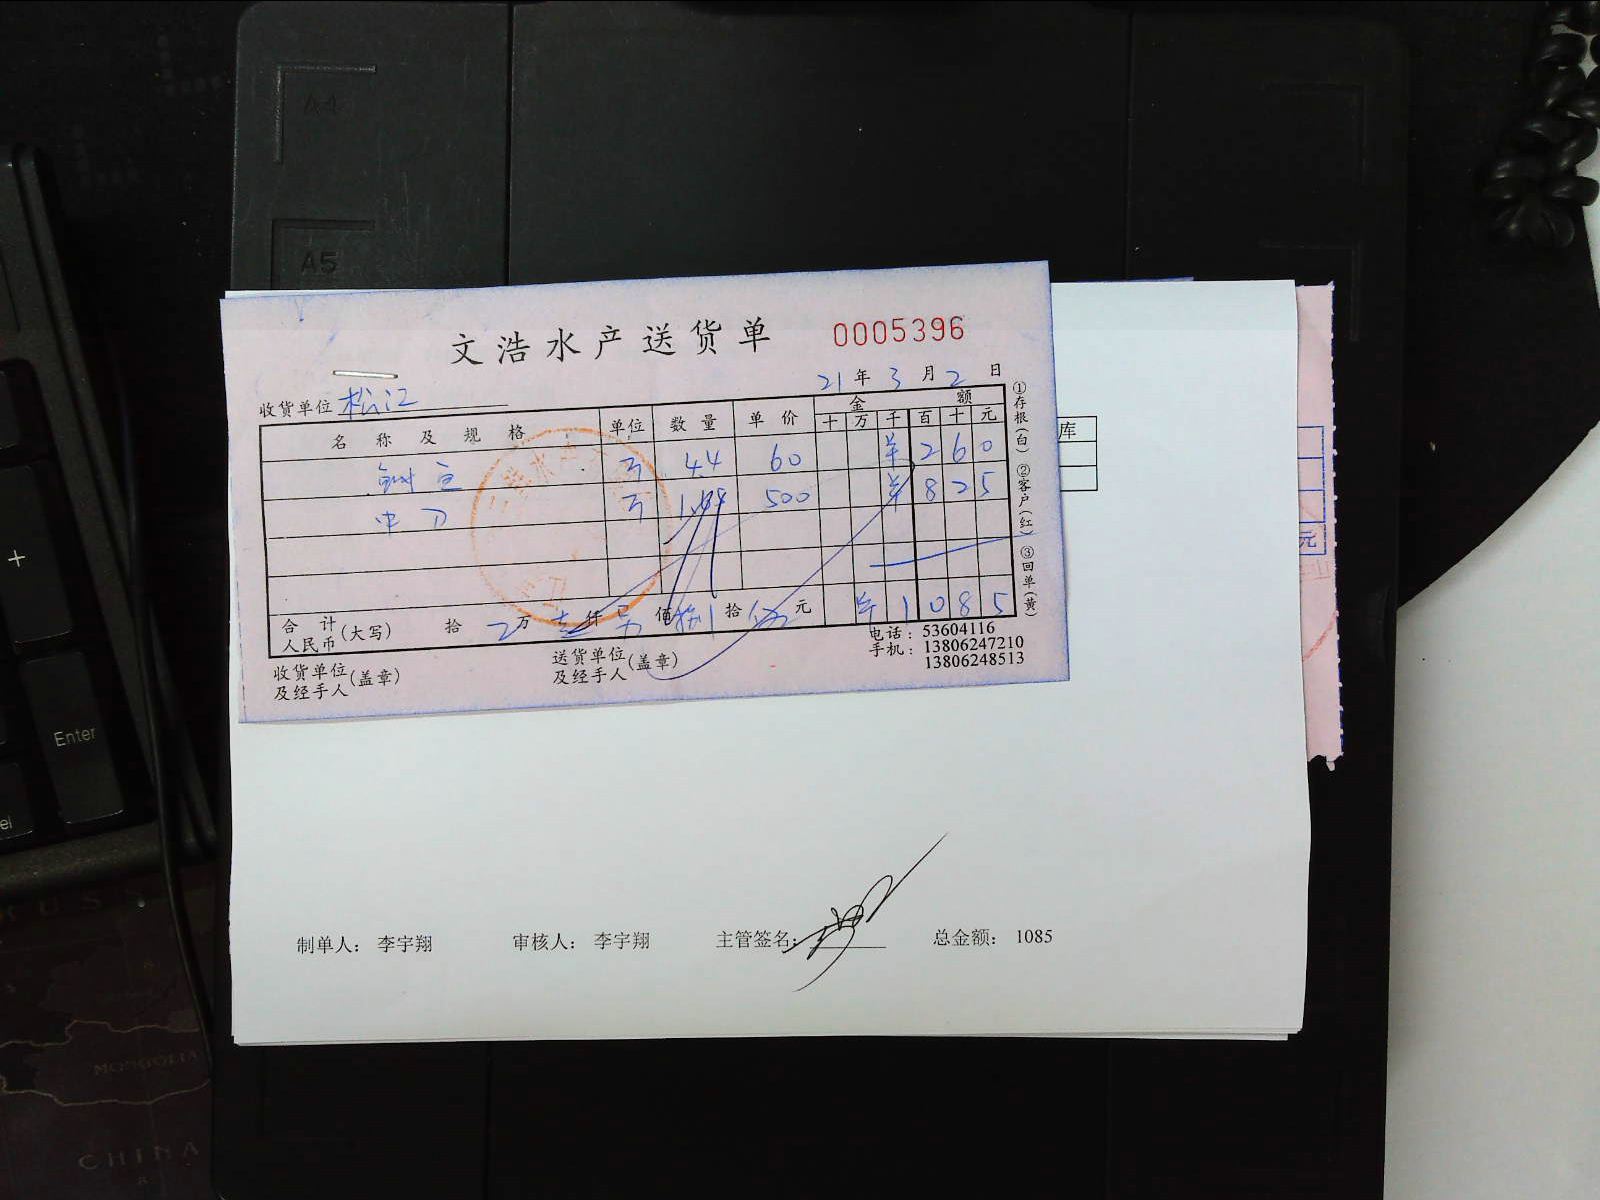 A4
A5
文浩水产送货单 0005396
21年3月2日
收货单位 松江
名称及规格 单位 数量 单价 金额
十 万 千 百 十 元
44 60 ¥260
中刀 500 ¥825
合计
人民币(大写) 拾 万 仟 佰捌拾伍元 ¥1085
收货单位
及经手人(盖章)
送货单位
及经手人(盖章)
电话：53604116
手机：13806247210
13806248513
①存根(白) ②客户(红) ③回单(黄)
库
元
制单人： 李宇翔 审核人： 李宇翔 主管签名： 总金额： 1085
+
Enter
MONGOLIA
CHINA